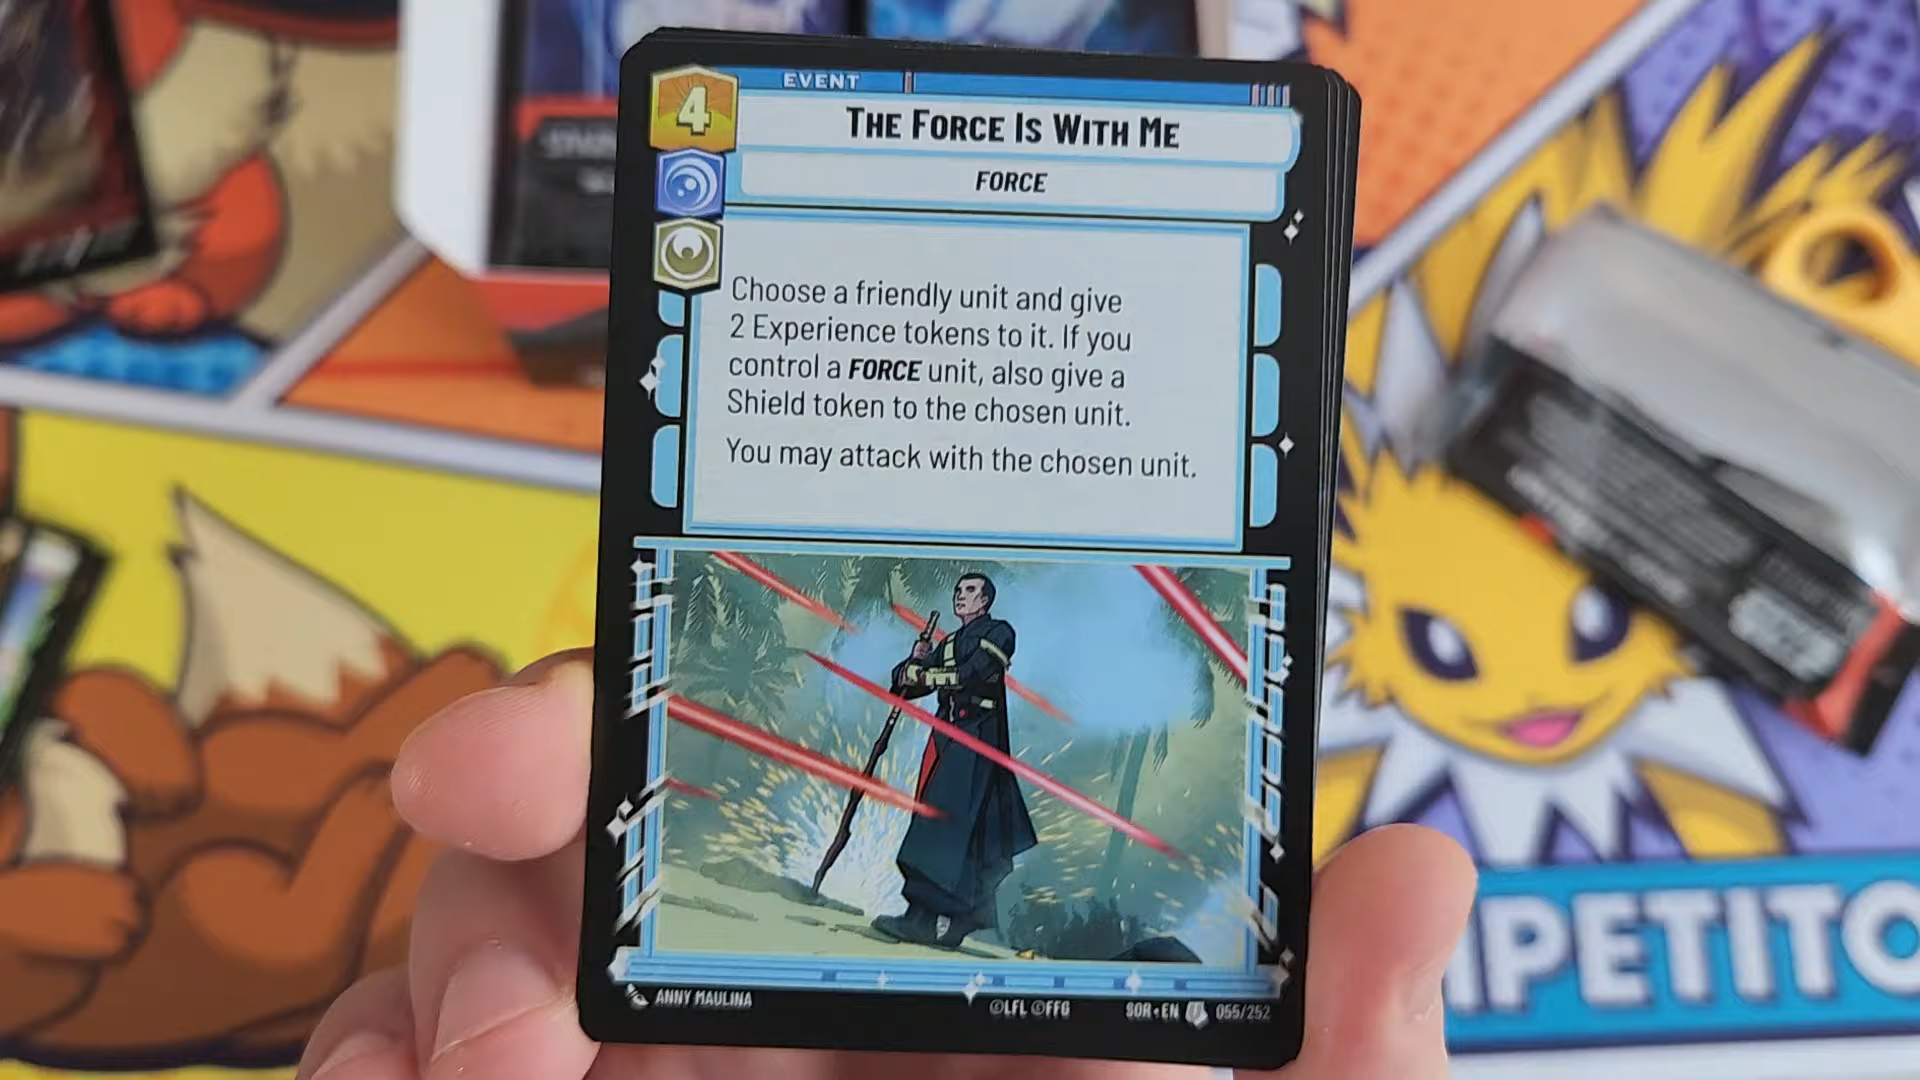 EVENT
4
THE FORCE IS WITH ME
FORCE
Choose a friendly unit and give
2 Experience tokens to it. If you
control a FORCE unit, also give a
Shield token to the chosen unit.
You may attack with the chosen unit.
ANNY MAULINA
©LFL ©FFG
SOR•EN
055/252